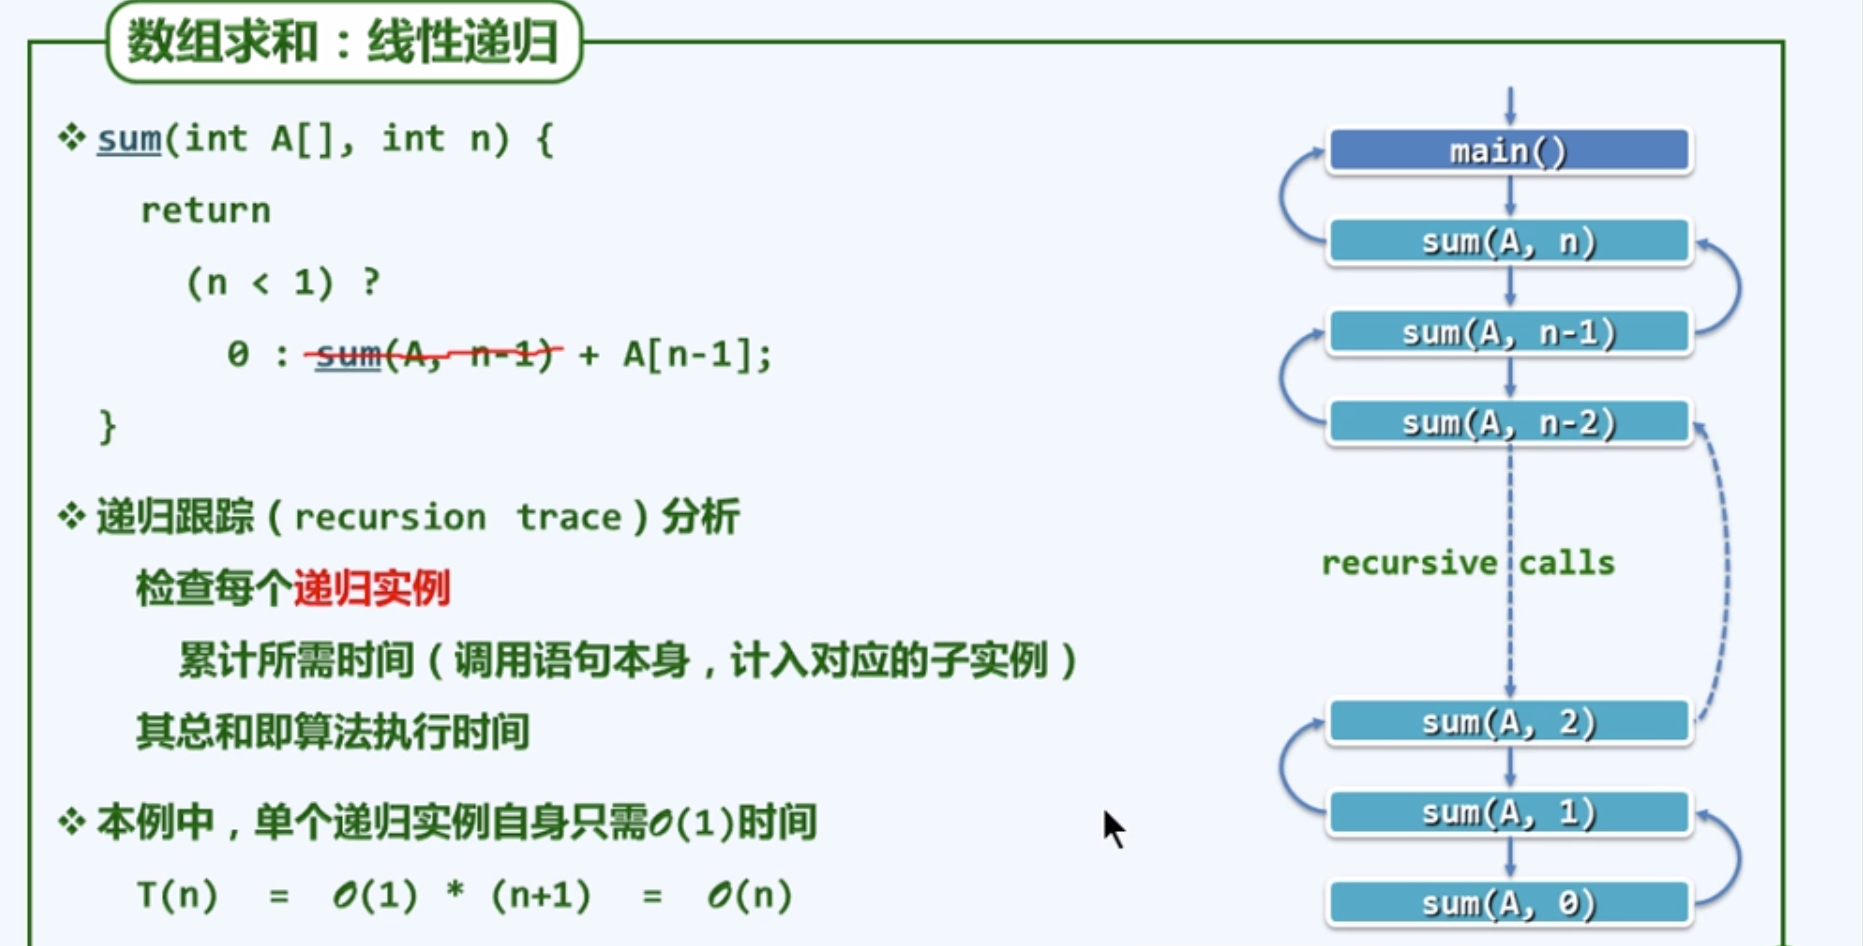 数组求和：线性递归
sum(int A[], int n) {
return
(n < 1) ?
0 : sum(A, n-1) + A[n-1];
}
递归跟踪（recursion trace）分析
检查每个递归实例
累计所需时间（调用语句本身，计入对应的子实例）
其总和即算法执行时间
本例中，单个递归实例自身只需O(1)时间
T(n) = O(1) * (n+1) = O(n)
main()
sum(A, n)
sum(A, n-1)
sum(A, n-2)
recursive calls
sum(A, 2)
sum(A, 1)
sum(A, 0)